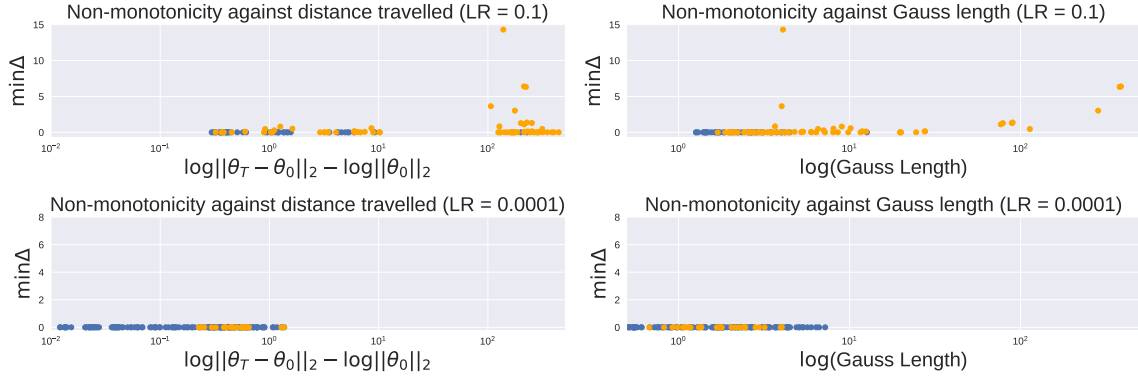 Non-monotonicity against distance travelled (LR = 0.1)
minΔ
15
10
5
0
10⁻² 10⁻¹ 10⁰ 10¹ 10²
log||θ_T − θ₀||₂ − log||θ₀||₂
Non-monotonicity against Gauss length (LR = 0.1)
minΔ
15
10
5
0
10⁰ 10¹ 10²
log(Gauss Length)
Non-monotonicity against distance travelled (LR = 0.0001)
minΔ
8
6
4
2
0
10⁻² 10⁻¹ 10⁰ 10¹ 10²
log||θ_T − θ₀||₂ − log||θ₀||₂
Non-monotonicity against Gauss length (LR = 0.0001)
minΔ
8
6
4
2
0
10⁰ 10¹ 10²
log(Gauss Length)